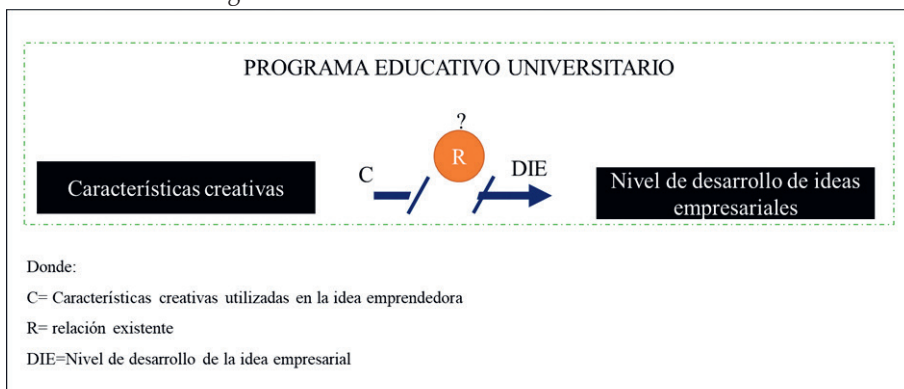 PROGRAMA EDUCATIVO UNIVERSITARIO
?
R
C
DIE
Características creativas
Nivel de desarrollo de ideas
empresariales
Donde:
C= Características creativas utilizadas en la idea emprendedora
R= relación existente
DIE=Nivel de desarrollo de la idea empresarial